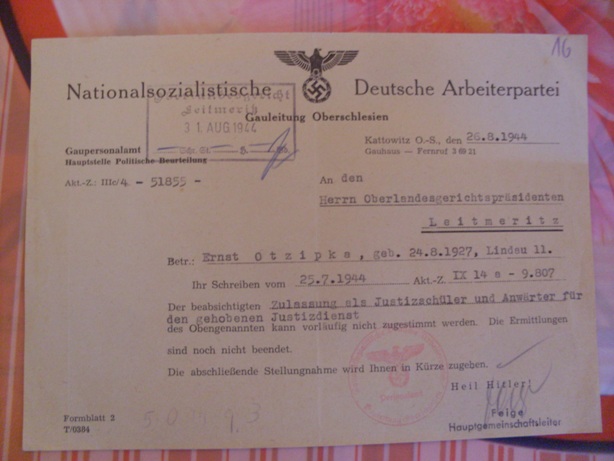 16
Nationalsozialistische Deutsche Arbeiterpartei
Leitmeritz
31. AUG. 1944
Gauleitung Oberschlesien
Gaupersonalamt
Hauptstelle Politische Beurteilung
Kattowitz O.-S., den 26.8.1944
Gauhaus — Fernruf 3 69 21
Akt.-Z.: IIIc/4. - 51855 -
An den
Herrn Oberlandesgerichtspräsidenten
Leitmeritz
Betr.: Ernst Otzipka, geb. 24.8.1927, Lindau 11.
Ihr Schreiben vom 25.7.1944 Akt.-Z. IX 14 a - 9.807
Der beabsichtigten Zulassung als Justizschüler und Anwärter für
den gehobenen Justizdienst
des Obengenannten kann vorläufig nicht zugestimmt werden. Die Ermittlungen
sind noch nicht beendet.
Die abschließende Stellungnahme wird Ihnen in Kürze zugehen.
Heil Hitler!
Feige
Hauptgemeinschaftsleiter
Formblatt 2
T/0384